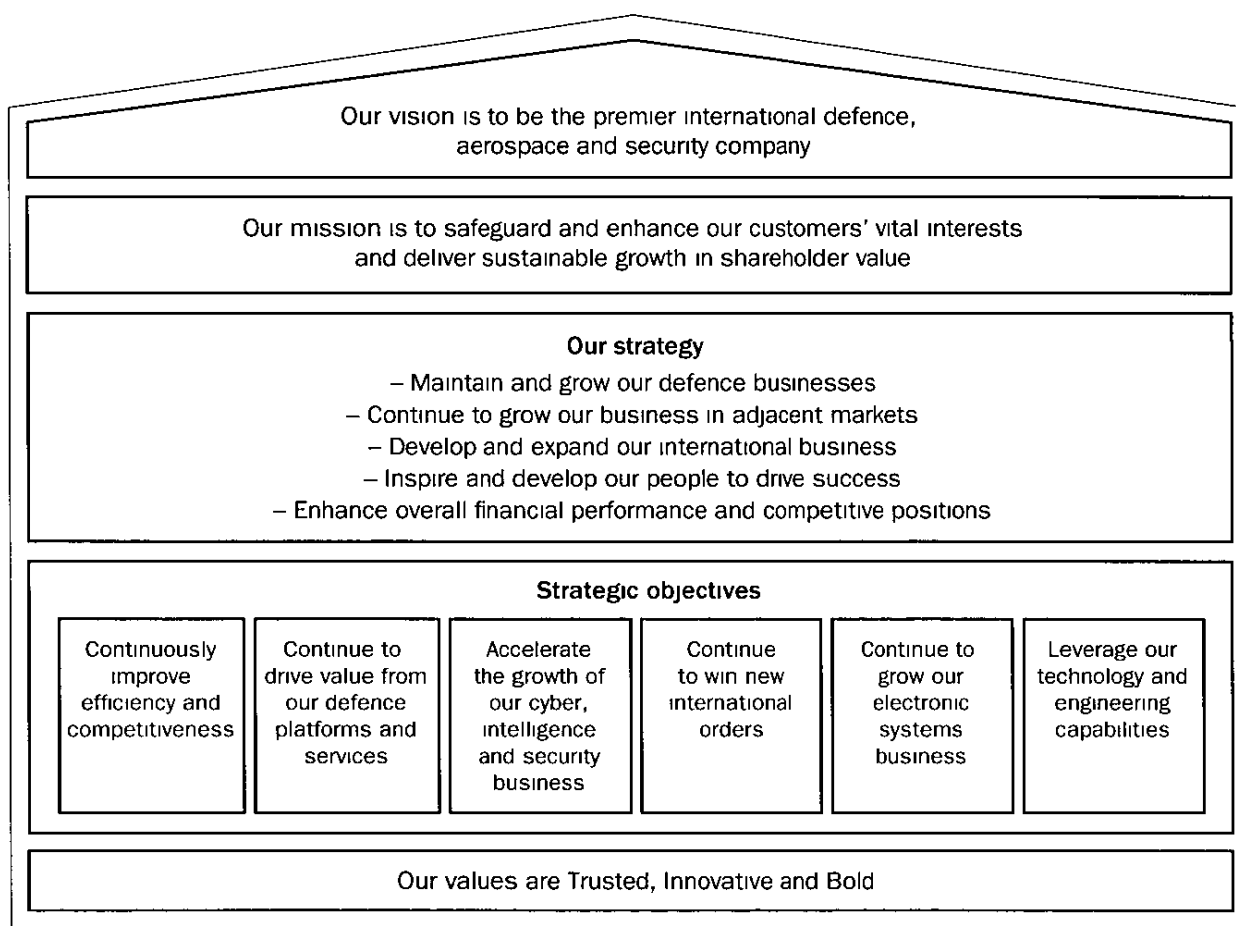 Our vision is to be the premier international defence,
aerospace and security company
Our mission is to safeguard and enhance our customers' vital interests
and deliver sustainable growth in shareholder value
Our strategy
– Maintain and grow our defence businesses
– Continue to grow our business in adjacent markets
– Develop and expand our international business
– Inspire and develop our people to drive success
– Enhance overall financial performance and competitive positions
Strategic objectives
Continuously
improve
efficiency and
competitiveness
Continue to
drive value from
our defence
platforms and
services
Accelerate
the growth of
our cyber,
intelligence
and security
business
Continue
to win new
international
orders
Continue to
grow our
electronic
systems
business
Leverage our
technology and
engineering
capabilities
Our values are Trusted, Innovative and Bold